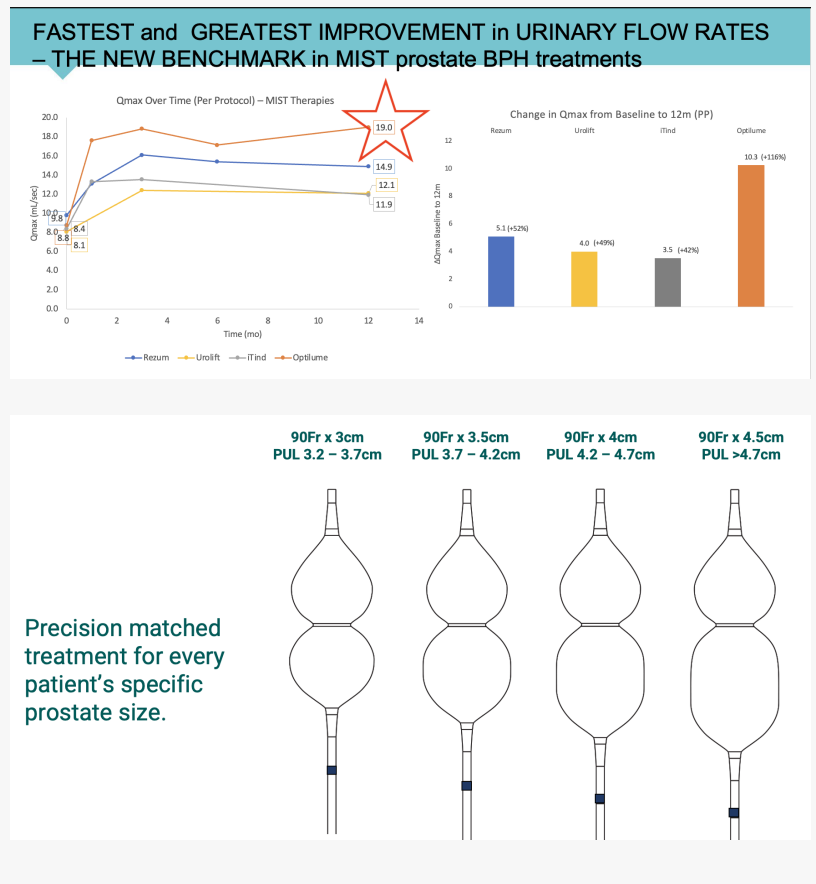 FASTEST and  GREATEST IMPROVEMENT in URINARY FLOW RATES
– THE NEW BENCHMARK in MIST prostate BPH treatments
Qmax Over Time (Per Protocol) – MIST Therapies
Qmax (mL/sec)
20.0
18.0
16.0
14.0
12.0
10.0
8.0
6.0
4.0
2.0
0.0
9.8
8.8
8.4
8.1
19.0
14.9
12.1
11.9
0 2 4 6 8 10 12 14
Time (mo)
Rezum Urolift iTind Optilume
Change in Qmax from Baseline to 12m (PP)
Rezum Urolift iTind Optilume
ΔQmax Baseline to 12m
12
10
8
6
4
2
0
5.1 (+52%)
4.0 (+49%)
3.5 (+42%)
10.3 (+116%)
90Fr x 3cm
PUL 3.2 – 3.7cm
90Fr x 3.5cm
PUL 3.7 – 4.2cm
90Fr x 4cm
PUL 4.2 – 4.7cm
90Fr x 4.5cm
PUL >4.7cm
Precision matched
treatment for every
patient’s specific
prostate size.